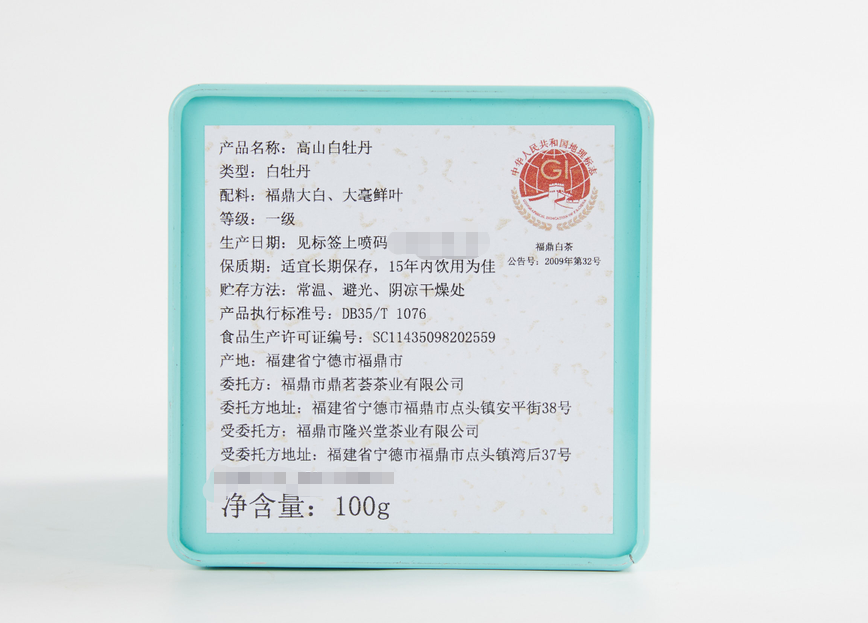 产品名称：高山白牡丹
类型：白牡丹
配料：福鼎大白、大毫鲜叶
等级：一级
生产日期：见标签上喷码
保质期：适宜长期保存，15年内饮用为佳
贮存方法：常温、避光、阴凉干燥处
产品执行标准号：DB35/T 1076
食品生产许可证编号：SC11435098202559
产地：福建省宁德市福鼎市
委托方：福鼎市鼎茗荟茶业有限公司
委托方地址：福建省宁德市福鼎市点头镇安平街38号
受委托方：福鼎市隆兴堂茶业有限公司
受委托方地址：福建省宁德市福鼎市点头镇湾后37号
净含量：100g
中华人民共和国地理标志
GI
福鼎白茶
公告号：2009年第32号